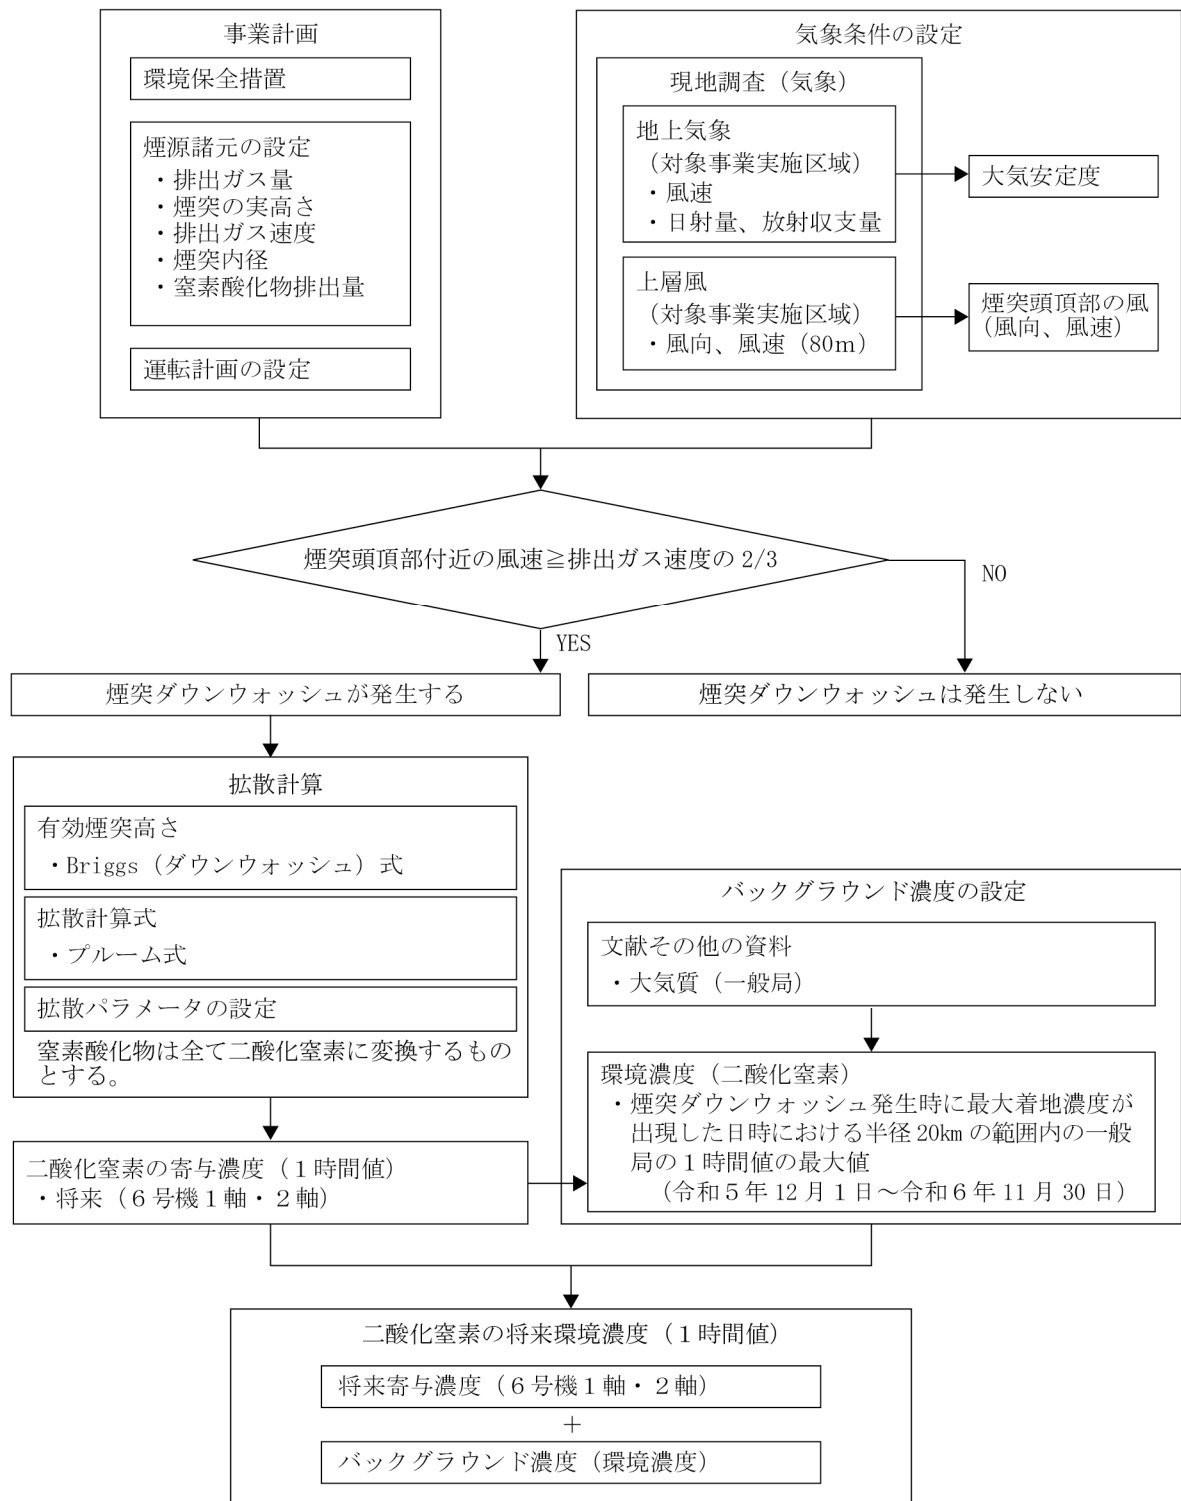 事業計画
環境保全措置
煙源諸元の設定
・排出ガス量
・煙突の実高さ
・排出ガス速度
・煙突内径
・窒素酸化物排出量
運転計画の設定
気象条件の設定
現地調査（気象）
地上気象
（対象事業実施区域）
・風速
・日射量、放射収支量
大気安定度
上層風
（対象事業実施区域）
・風向、風速（80ｍ）
煙突頭頂部の風
（風向、風速）
煙突頭頂部付近の風速≧排出ガス速度の 2/3
NO
YES
煙突ダウンウォッシュが発生する
煙突ダウンウォッシュは発生しない
拡散計算
有効煙突高さ
・Briggs（ダウンウォッシュ）式
拡散計算式
・プルーム式
拡散パラメータの設定
窒素酸化物は全て二酸化窒素に変換するもの
とする。
二酸化窒素の寄与濃度（１時間値）
・将来（６号機１軸・２軸）
バックグラウンド濃度の設定
文献その他の資料
・大気質（一般局）
環境濃度（二酸化窒素）
・煙突ダウンウォッシュ発生時に最大着地濃度が
出現した日時における半径 20km の範囲内の一般
局の１時間値の最大値
（令和５年 12 月１日～令和６年 11 月 30 日）
二酸化窒素の将来環境濃度（１時間値）
将来寄与濃度（６号機１軸・２軸）
＋
バックグラウンド濃度（環境濃度）